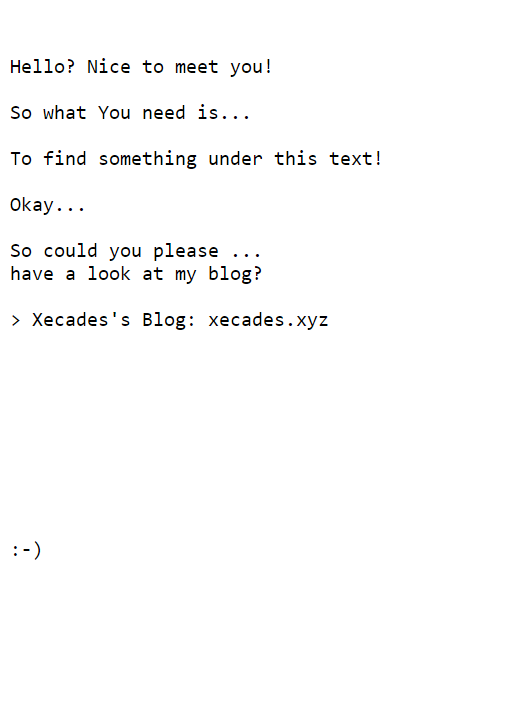 Hello? Nice to meet you!
So what You need is...
To find something under this text!
Okay...
So could you please ...
have a look at my blog?
> Xecades's Blog: xecades.xyz
:-)